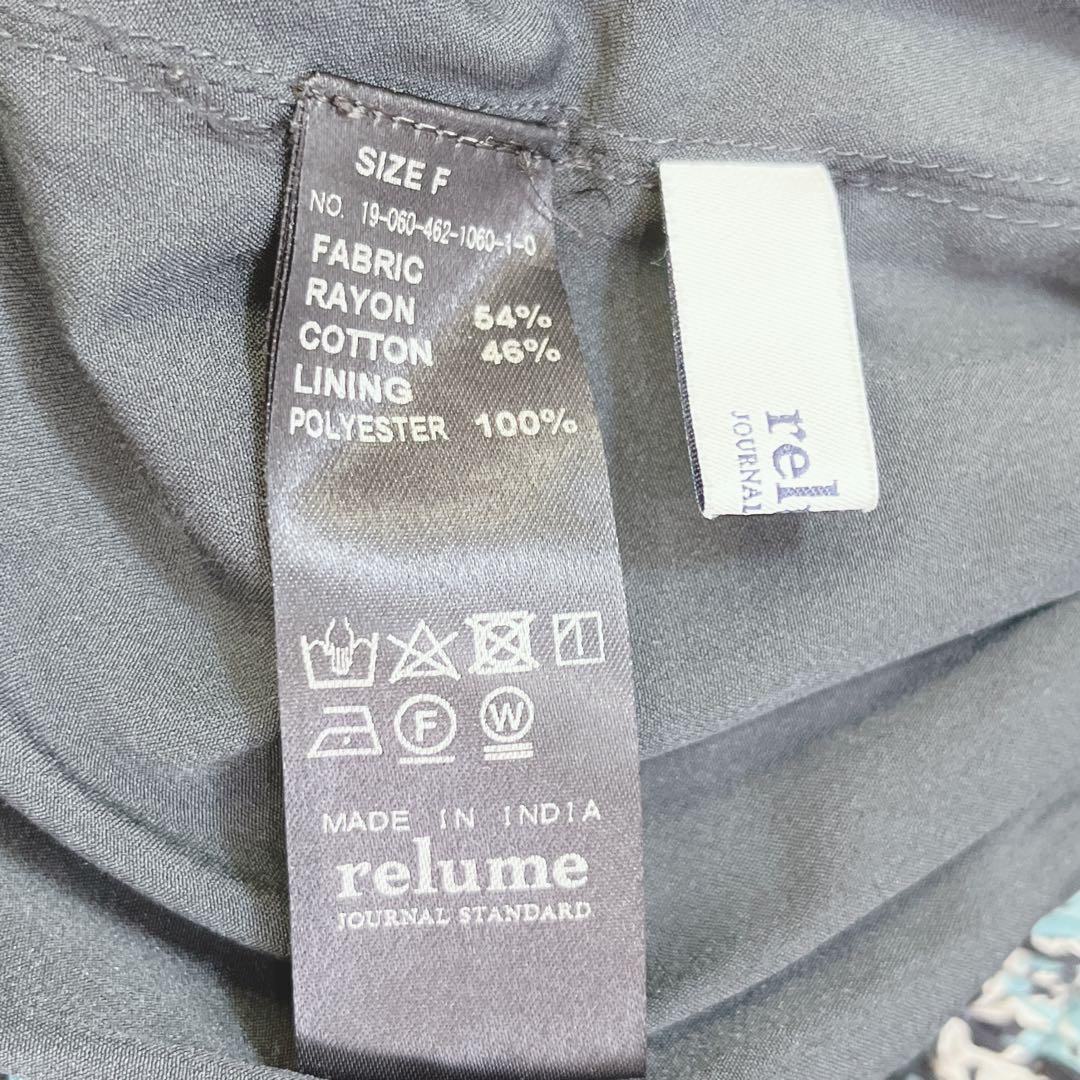 SIZE F
NO. 19-060-462-1060-1-0
FABRIC
RAYON 54%
COTTON 46%
LINING
POLYESTER 100%
F
W
MADE IN INDIA
relume
JOURNAL STANDARD
rel
JOURNAL